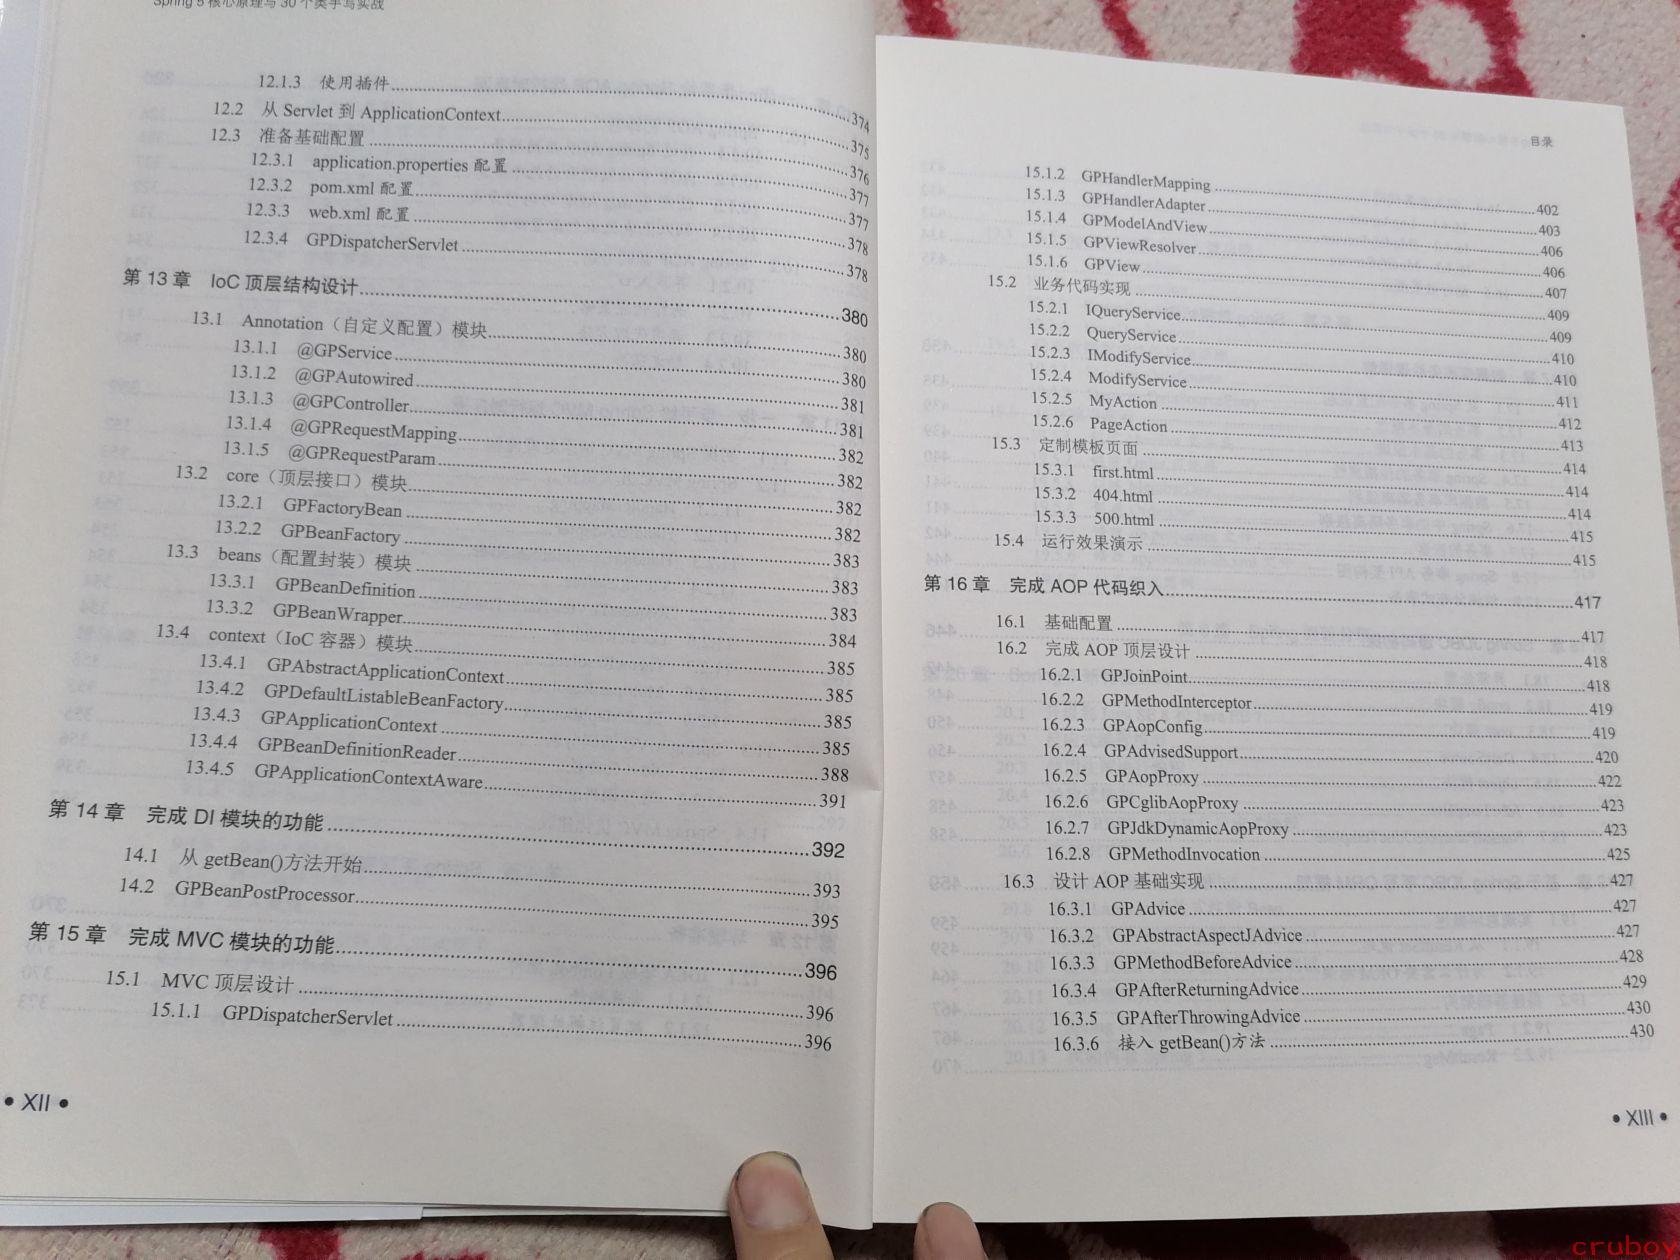 Spring 5 核心原理与 30 个类手写实战
12.1.3 使用插件 374
12.2 从 Servlet 到 ApplicationContext 375
12.3 准备基础配置 376
12.3.1 application.properties 配置 377
12.3.2 pom.xml 配置 377
12.3.3 web.xml 配置 378
12.3.4 GPDispatcherServlet 378
第 13 章 IoC 顶层结构设计 380
13.1 Annotation（自定义配置）模块 380
13.1.1 @GPService 380
13.1.2 @GPAutowired 381
13.1.3 @GPController 381
13.1.4 @GPRequestMapping 382
13.1.5 @GPRequestParam 382
13.2 core（顶层接口）模块 382
13.2.1 GPFactoryBean 382
13.2.2 GPBeanFactory 383
13.3 beans（配置封装）模块 383
13.3.1 GPBeanDefinition 383
13.3.2 GPBeanWrapper 384
13.4 context（IoC 容器）模块 385
13.4.1 GPAbstractApplicationContext 385
13.4.2 GPDefaultListableBeanFactory 385
13.4.3 GPApplicationContext 385
13.4.4 GPBeanDefinitionReader 388
13.4.5 GPApplicationContextAware 391
第 14 章 完成 DI 模块的功能 392
14.1 从 getBean()方法开始 393
14.2 GPBeanPostProcessor 395
第 15 章 完成 MVC 模块的功能 396
15.1 MVC 顶层设计 396
15.1.1 GPDispatcherServlet 396
• XII •
目录
15.1.2 GPHandlerMapping 402
15.1.3 GPHandlerAdapter 403
15.1.4 GPModelAndView 406
15.1.5 GPViewResolver 406
15.1.6 GPView 407
15.2 业务代码实现 409
15.2.1 IQueryService 409
15.2.2 QueryService 410
15.2.3 IModifyService 410
15.2.4 ModifyService 411
15.2.5 MyAction 412
15.2.6 PageAction 413
15.3 定制模板页面 414
15.3.1 first.html 414
15.3.2 404.html 414
15.3.3 500.html 415
15.4 运行效果演示 415
第 16 章 完成 AOP 代码织入 417
16.1 基础配置 417
16.2 完成 AOP 顶层设计 418
16.2.1 GPJoinPoint 418
16.2.2 GPMethodInterceptor 419
16.2.3 GPAopConfig 419
16.2.4 GPAdvisedSupport 420
16.2.5 GPAopProxy 422
16.2.6 GPCglibAopProxy 423
16.2.7 GPJdkDynamicAopProxy 423
16.2.8 GPMethodInvocation 425
16.3 设计 AOP 基础实现 427
16.3.1 GPAdvice 427
16.3.2 GPAbstractAspectJAdvice 427
16.3.3 GPMethodBeforeAdvice 428
16.3.4 GPAfterReturningAdvice 429
16.3.5 GPAfterThrowingAdvice 430
16.3.6 接入 getBean()方法 430
• XIII •
cruboy